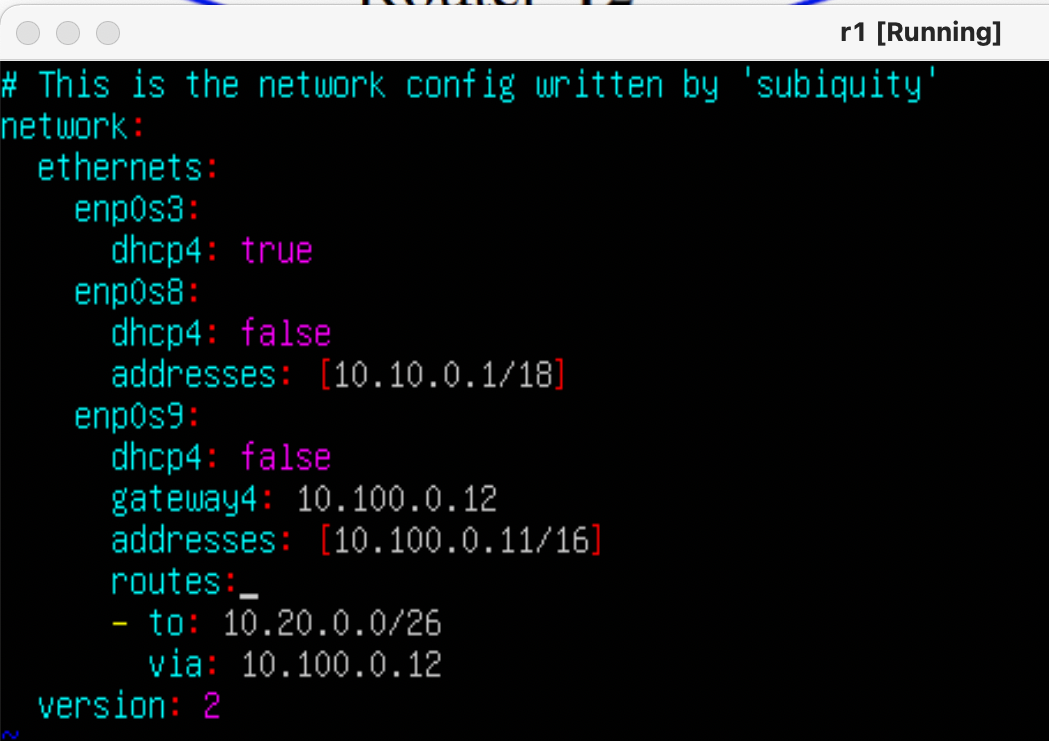 Router 12
r1 [Running]
# This is the network config written by 'subiquity'
network:
  ethernets:
    enp0s3:
      dhcp4: true
    enp0s8:
      dhcp4: false
      addresses: [10.10.0.1/18]
    enp0s9:
      dhcp4: false
      gateway4: 10.100.0.12
      addresses: [10.100.0.11/16]
      routes:
      - to: 10.20.0.0/26
        via: 10.100.0.12
  version: 2
~